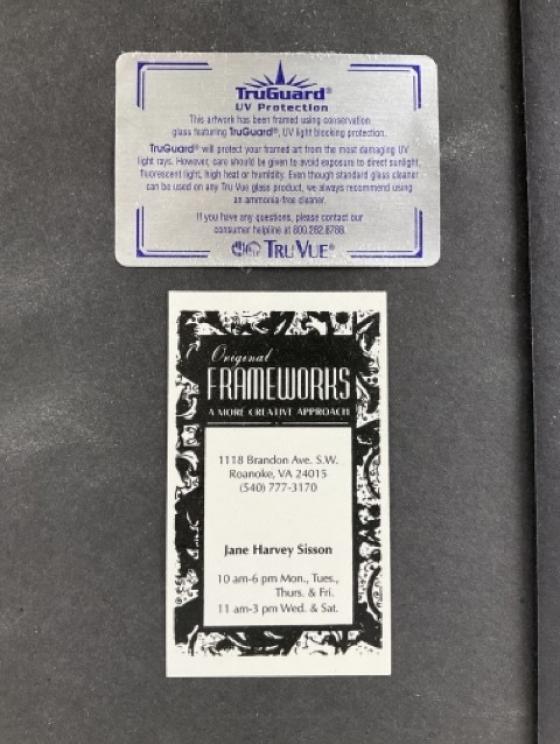 TruGuard®
UV Protection
This artwork has been framed using conservation
glass featuring TruGuard®, UV light blocking protection.
TruGuard® will protect your framed art from the most damaging UV
light rays. However, care should be given to avoid exposure to direct sunlight,
fluorescent light, high heat or humidity. Even though standard glass cleaner
can be used on any Tru Vue glass product, we always recommend using
an ammonia-free cleaner.
If you have any questions, please contact our
consumer helpline at 800.282.8788.
TRU VUE®
Original
FRAMEWORKS
A MORE CREATIVE APPROACH
1118 Brandon Ave. S.W.
Roanoke, VA 24015
(540) 777-3170
Jane Harvey Sisson
10 am-6 pm Mon., Tues.,
Thurs. & Fri.
11 am-3 pm Wed. & Sat.